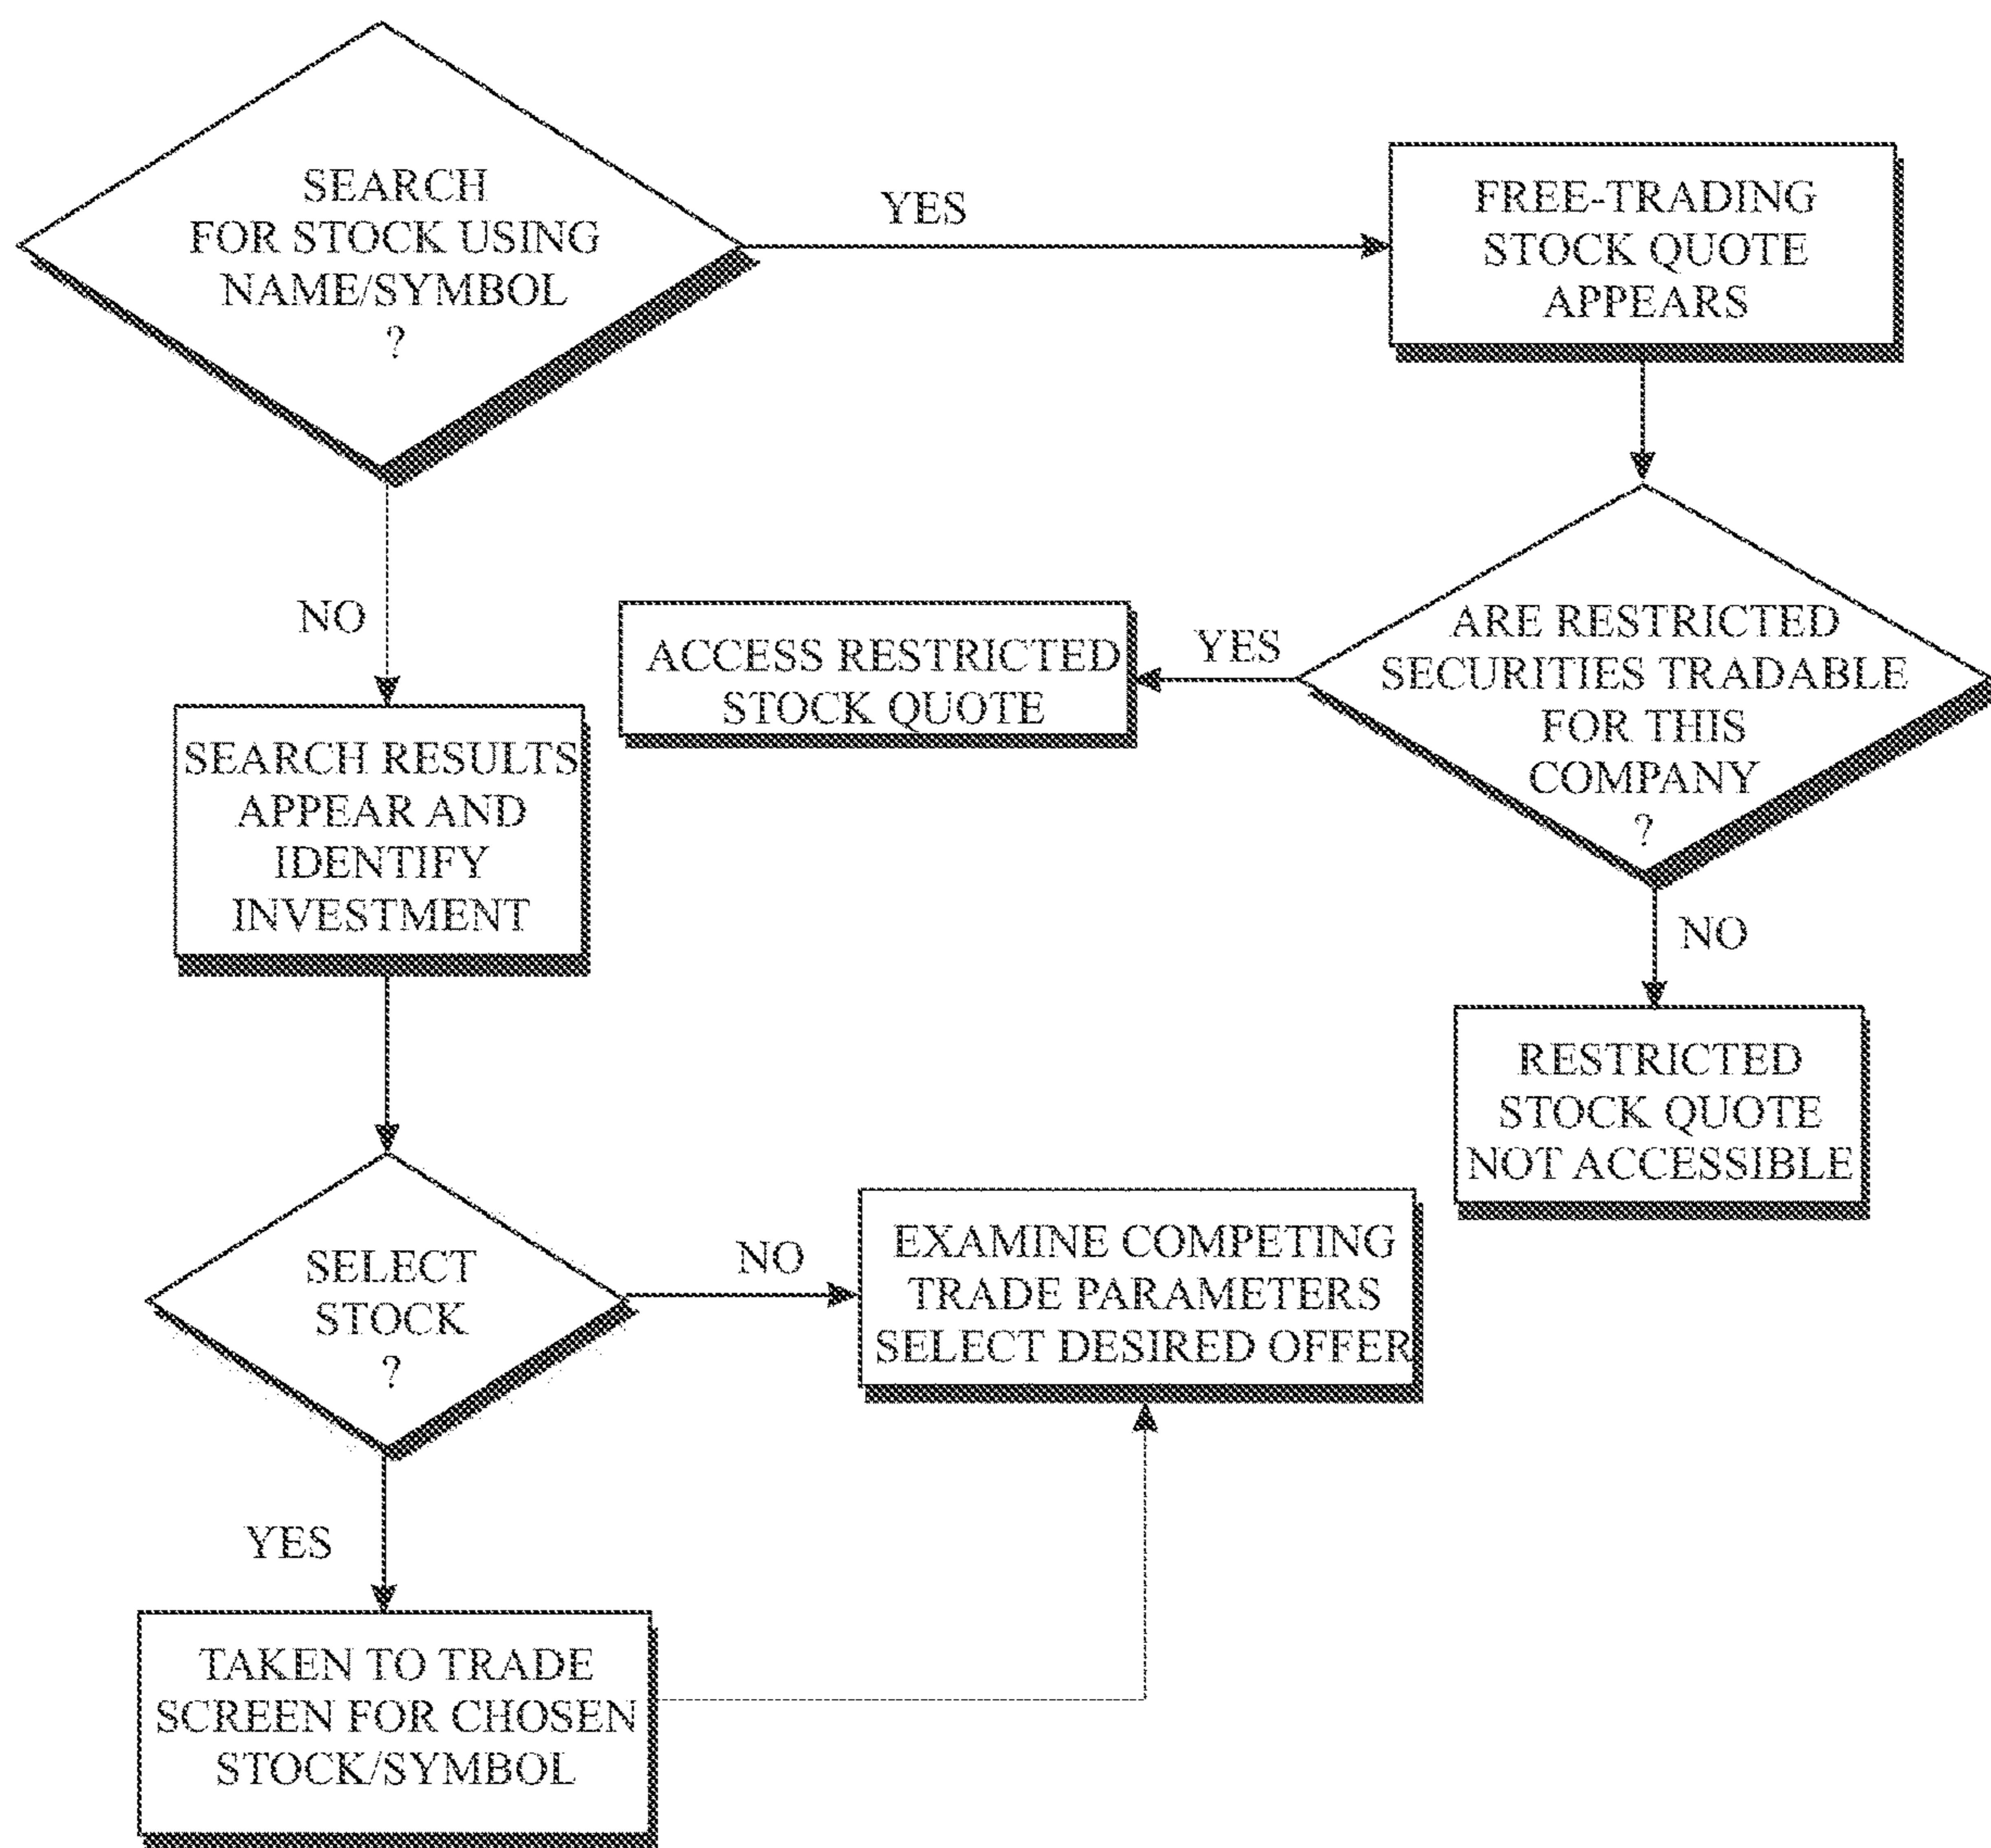 SEARCH
FOR STOCK USING
NAME/SYMBOL
?
YES
FREE-TRADING
STOCK QUOTE
APPEARS
NO
ACCESS RESTRICTED
STOCK QUOTE
YES
ARE RESTRICTED
SECURITIES TRADABLE
FOR THIS
COMPANY
?
SEARCH RESULTS
APPEAR AND
IDENTIFY
INVESTMENT
NO
RESTRICTED
STOCK QUOTE
NOT ACCESSIBLE
SELECT
STOCK
?
NO
EXAMINE COMPETING
TRADE PARAMETERS
SELECT DESIRED OFFER
YES
TAKEN TO TRADE
SCREEN FOR CHOSEN
STOCK/SYMBOL